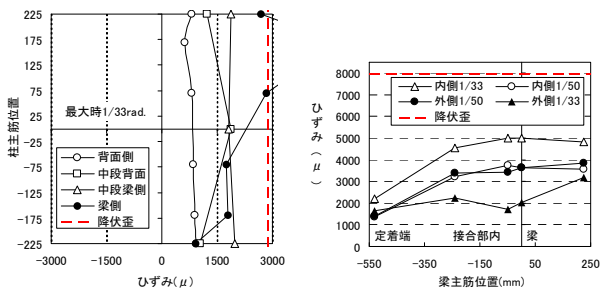 225
175
125
75
25
-25
-75
-125
-175
-225
柱主筋位置
最大時1/33rad.
背面側
中段背面
中段梁側
梁側
降伏歪
-3000
-1500
0
1500
3000
ひずみ(μ)
8000
7000
6000
5000
4000
3000
2000
1000
0
ひずみ(μ)
内側1/33
内側1/50
外側1/50
外側1/33
降伏歪
定着端
接合部内
梁
-550
-350
-150
50
250
梁主筋位置(mm)